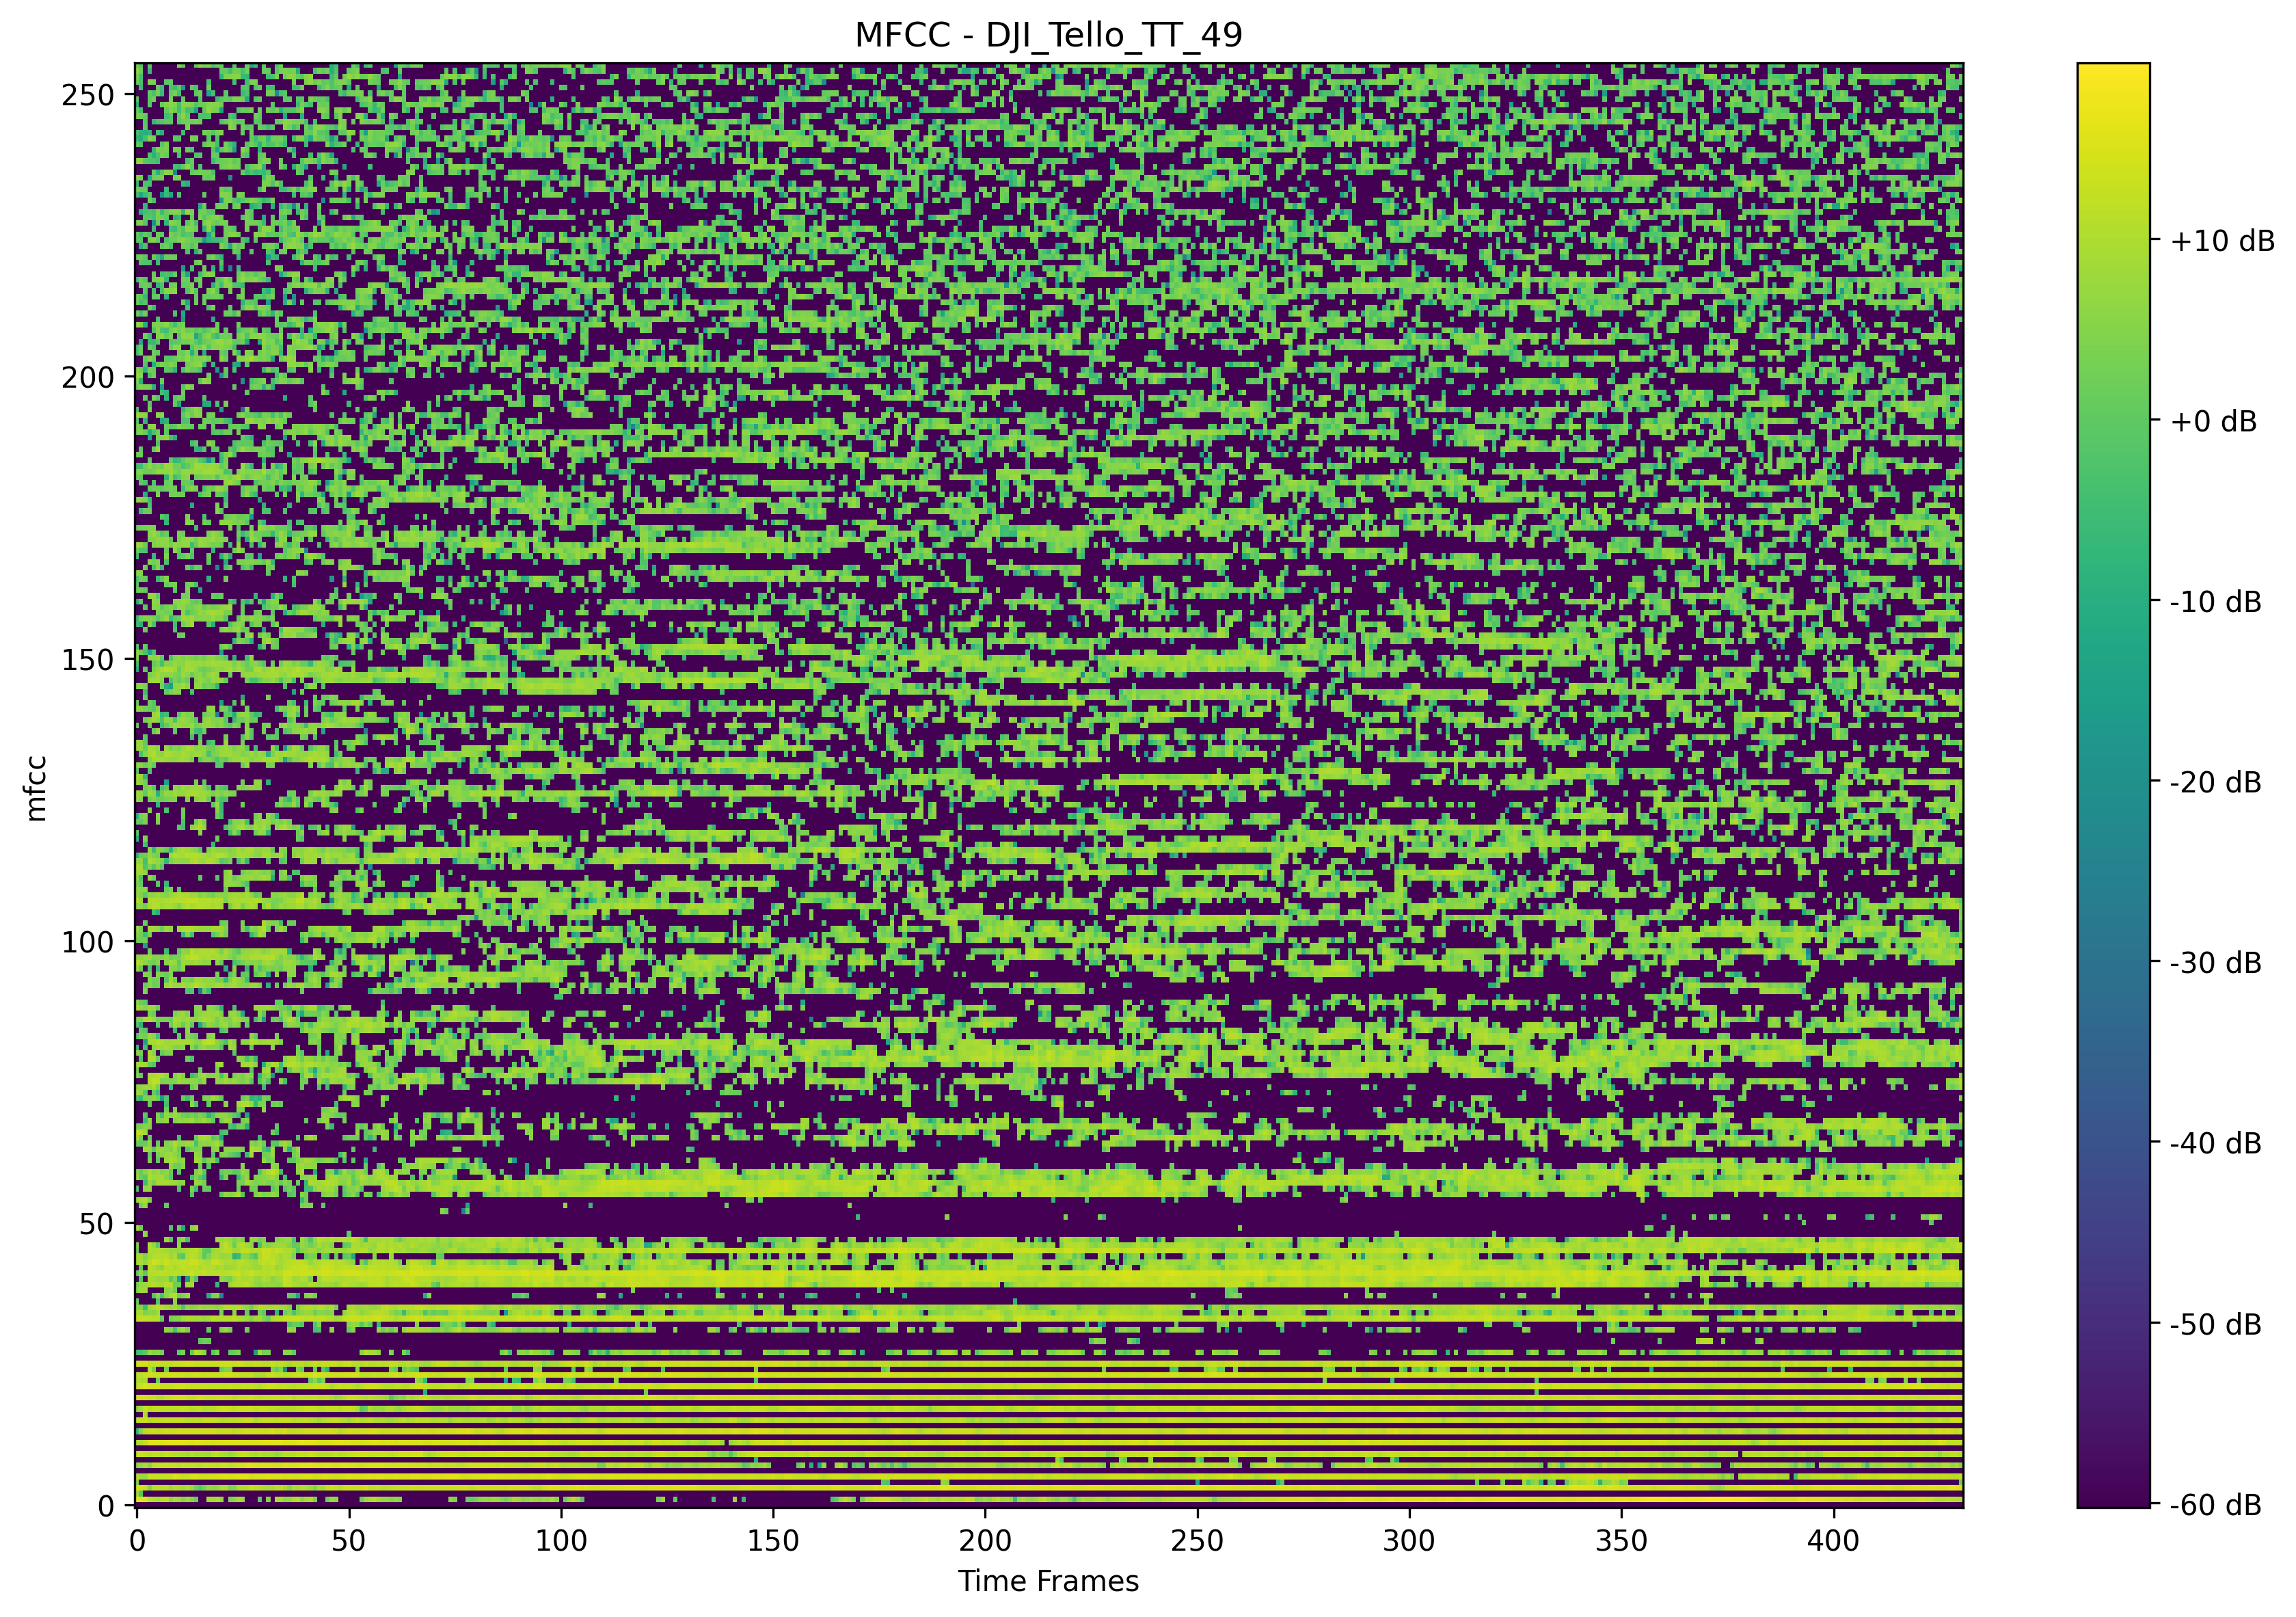 MFCC - DJI_Tello_TT_49
250
200
150
100
50
0
mfcc
0
50
100
150
200
250
300
350
400
Time Frames
+10 dB
+0 dB
-10 dB
-20 dB
-30 dB
-40 dB
-50 dB
-60 dB